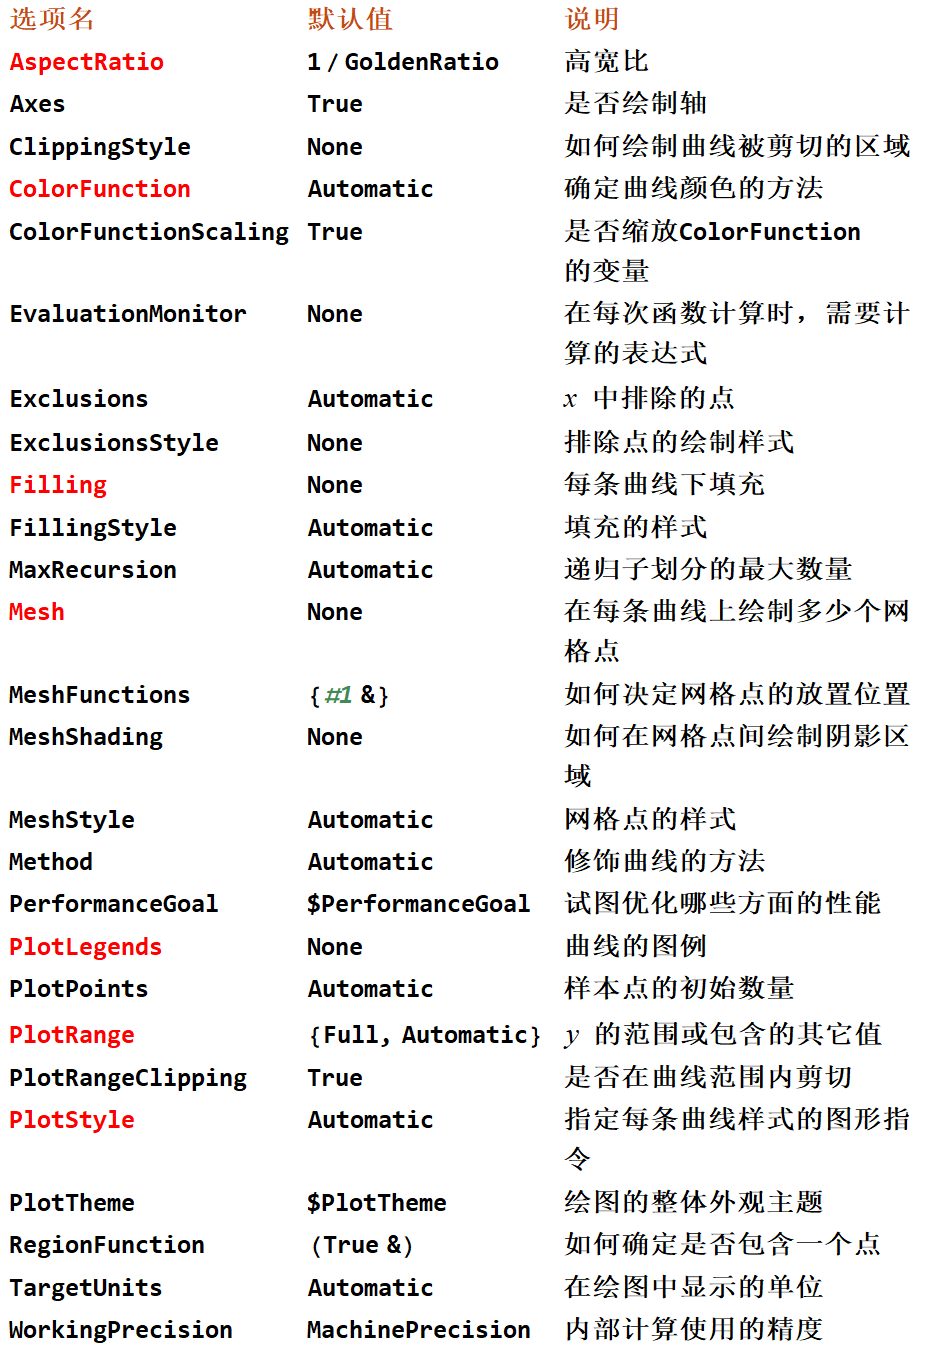 选项名 默认值 说明
AspectRatio 1 / GoldenRatio 高宽比
Axes True 是否绘制轴
ClippingStyle None 如何绘制曲线被剪切的区域
ColorFunction Automatic 确定曲线颜色的方法
ColorFunctionScaling True 是否缩放ColorFunction
的变量
EvaluationMonitor None 在每次函数计算时，需要计
算的表达式
Exclusions Automatic x 中排除的点
ExclusionsStyle None 排除点的绘制样式
Filling None 每条曲线下填充
FillingStyle Automatic 填充的样式
MaxRecursion Automatic 递归子划分的最大数量
Mesh None 在每条曲线上绘制多少个网
格点
MeshFunctions {#1 &} 如何决定网格点的放置位置
MeshShading None 如何在网格点间绘制阴影区
域
MeshStyle Automatic 网格点的样式
Method Automatic 修饰曲线的方法
PerformanceGoal $PerformanceGoal 试图优化哪些方面的性能
PlotLegends None 曲线的图例
PlotPoints Automatic 样本点的初始数量
PlotRange {Full, Automatic} y 的范围或包含的其它值
PlotRangeClipping True 是否在曲线范围内剪切
PlotStyle Automatic 指定每条曲线样式的图形指
令
PlotTheme $PlotTheme 绘图的整体外观主题
RegionFunction (True &) 如何确定是否包含一个点
TargetUnits Automatic 在绘图中显示的单位
WorkingPrecision MachinePrecision 内部计算使用的精度